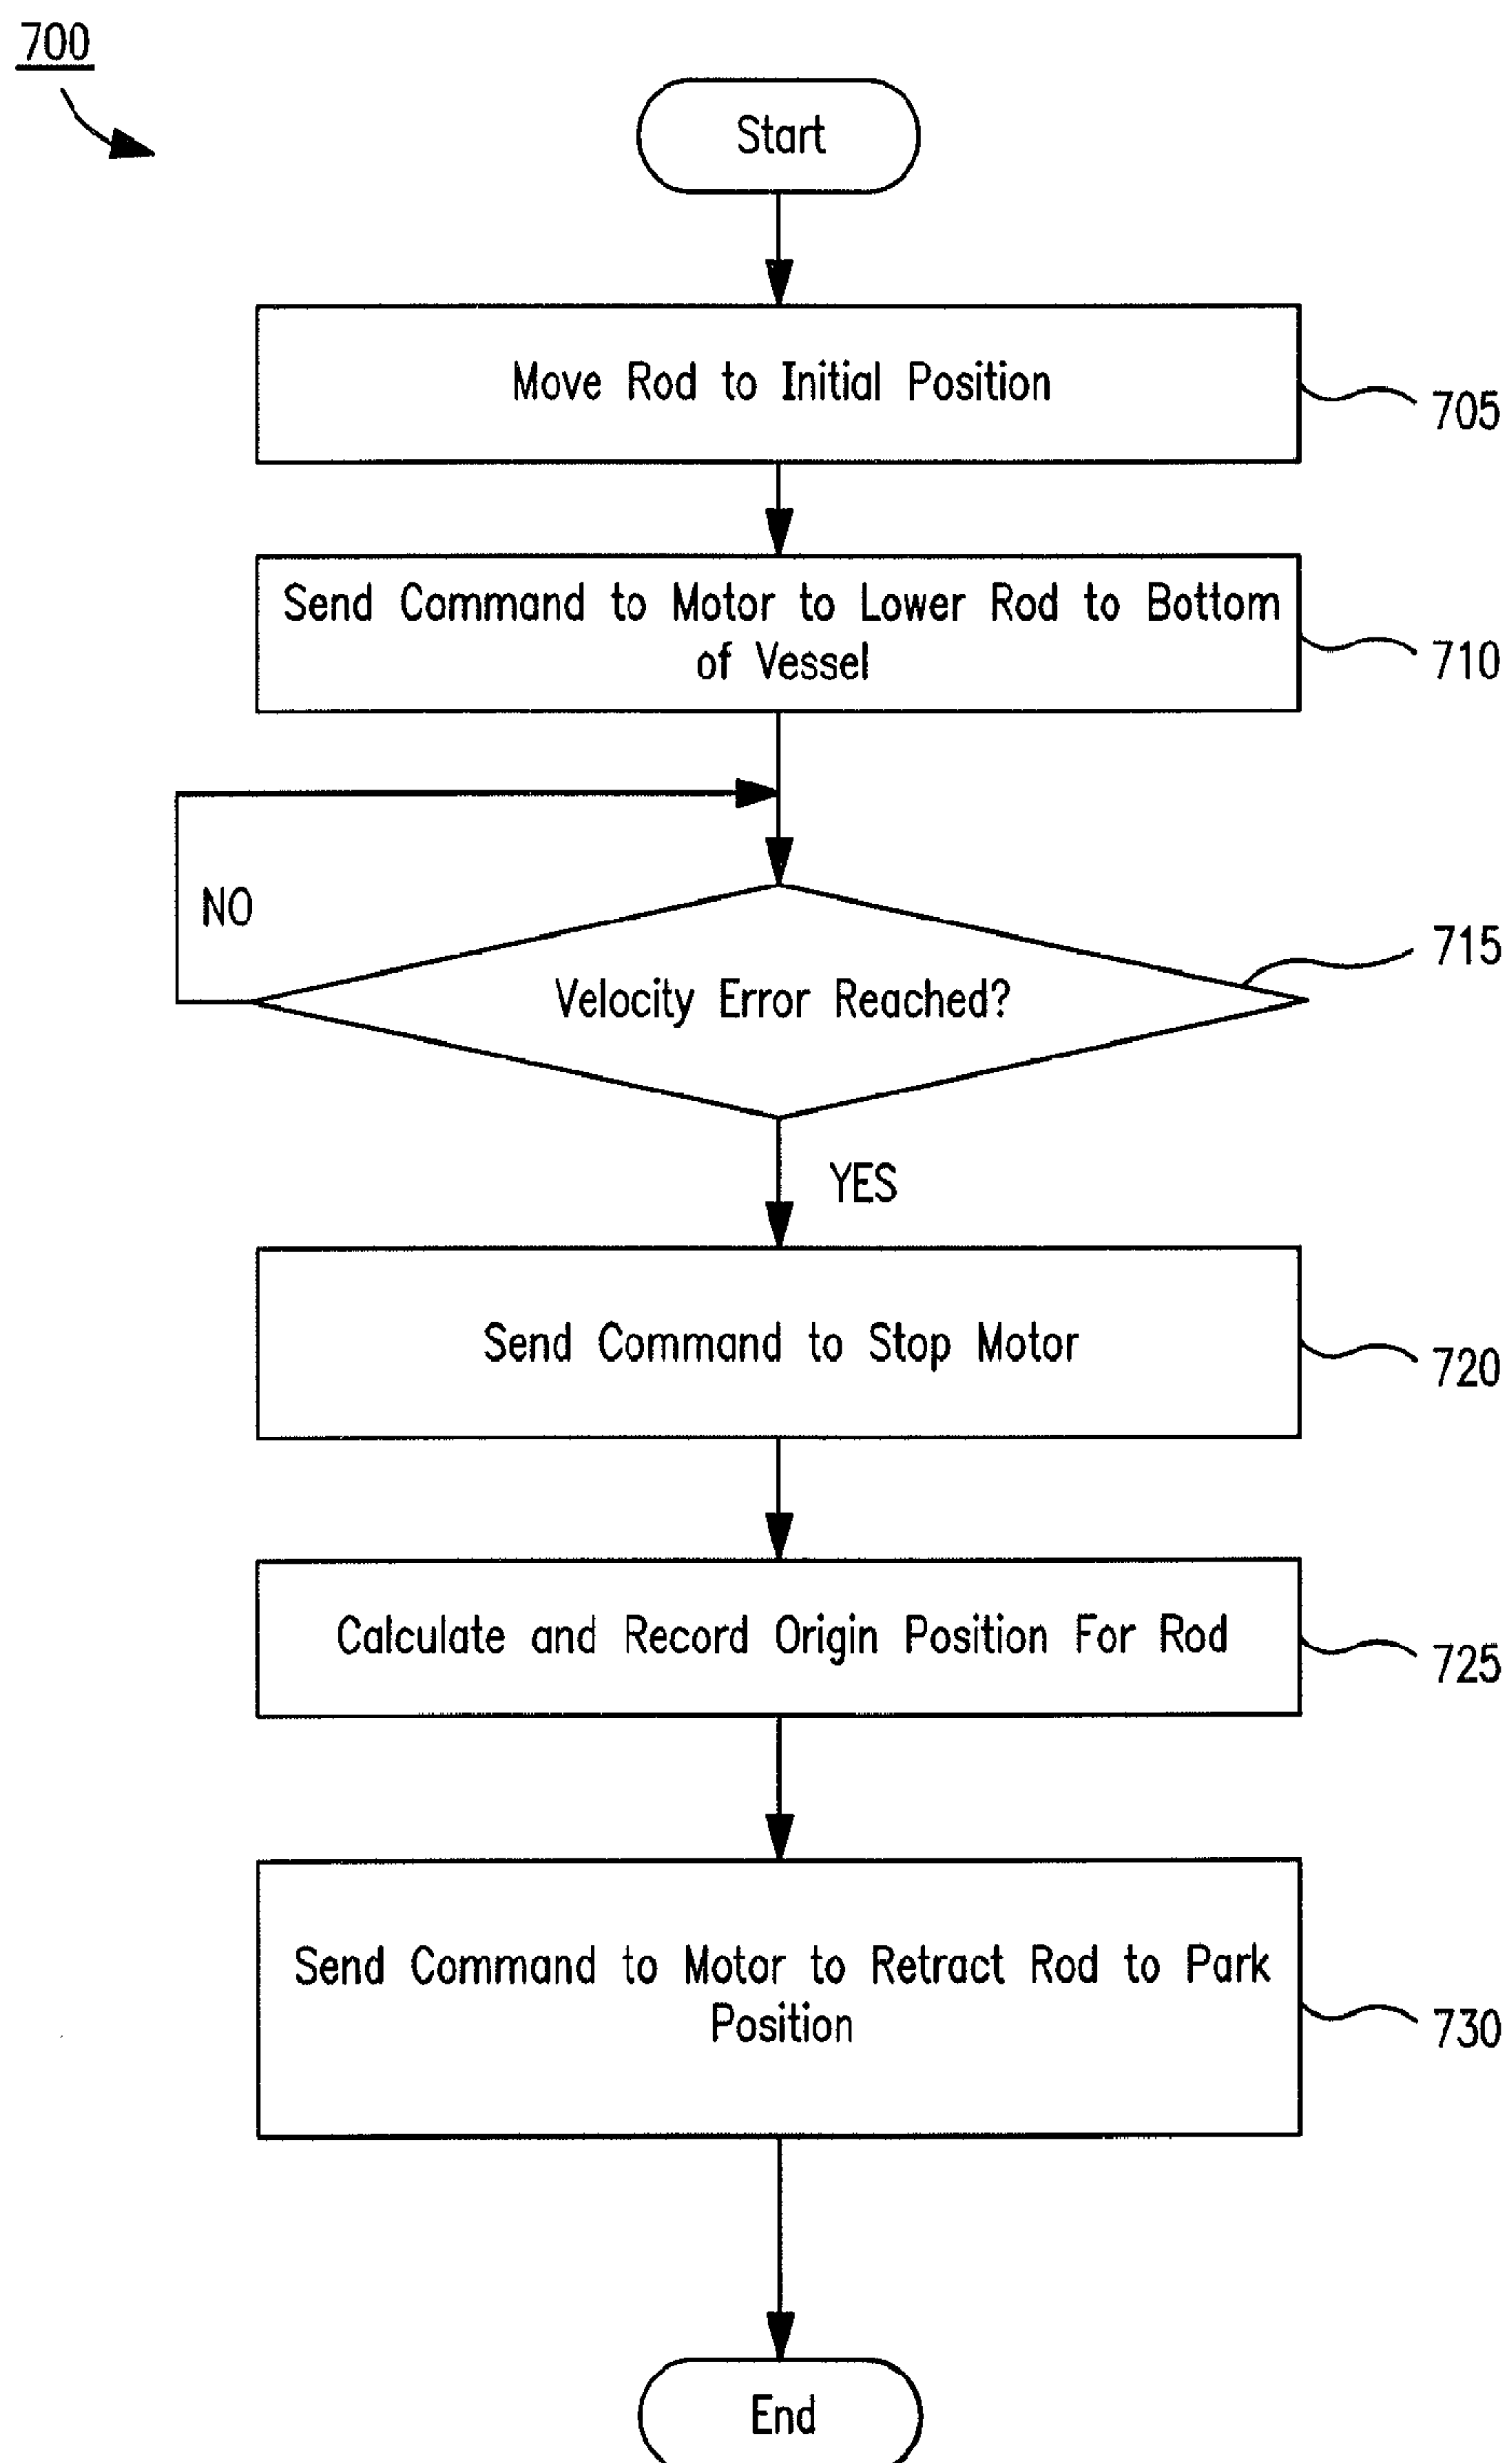 700
Start
Move Rod to Initial Position
705
Send Command to Motor to Lower Rod to Bottom
of Vessel
710
NO
Velocity Error Reached?
715
YES
Send Command to Stop Motor
720
Calculate and Record Origin Position For Rod
725
Send Command to Motor to Retract Rod to Park
Position
730
End